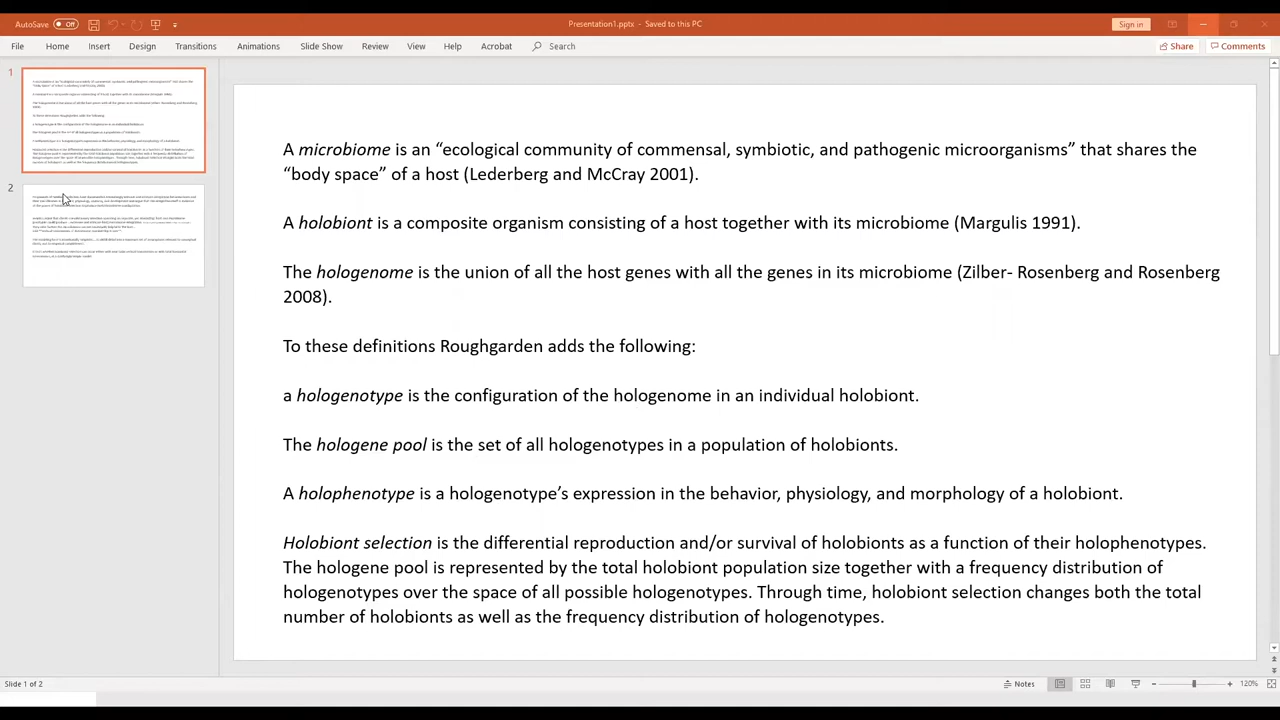 AutoSave Off Presentation1.pptx - Saved to this PC Sign in
File Home Insert Design Transitions Animations Slide Show Review View Help Acrobat Search Share Comments
1
2
A microbiome is an “ecological community of commensal, symbiotic, and pathogenic microorganisms” that shares the
“body space” of a host (Lederberg and McCray 2001).
A holobiont is a composite organism consisting of a host together with its microbiome (Margulis 1991).
The hologenome is the union of all the host genes with all the genes in its microbiome (Zilber- Rosenberg and Rosenberg
2008).
To these definitions Roughgarden adds the following:
a hologenotype is the configuration of the hologenome in an individual holobiont.
The hologene pool is the set of all hologenotypes in a population of holobionts.
A holophenotype is a hologenotype’s expression in the behavior, physiology, and morphology of a holobiont.
Holobiont selection is the differential reproduction and/or survival of holobionts as a function of their holophenotypes.
The hologene pool is represented by the total holobiont population size together with a frequency distribution of
hologenotypes over the space of all possible hologenotypes. Through time, holobiont selection changes both the total
number of holobionts as well as the frequency distribution of hologenotypes.
Slide 1 of 2 Notes 120%